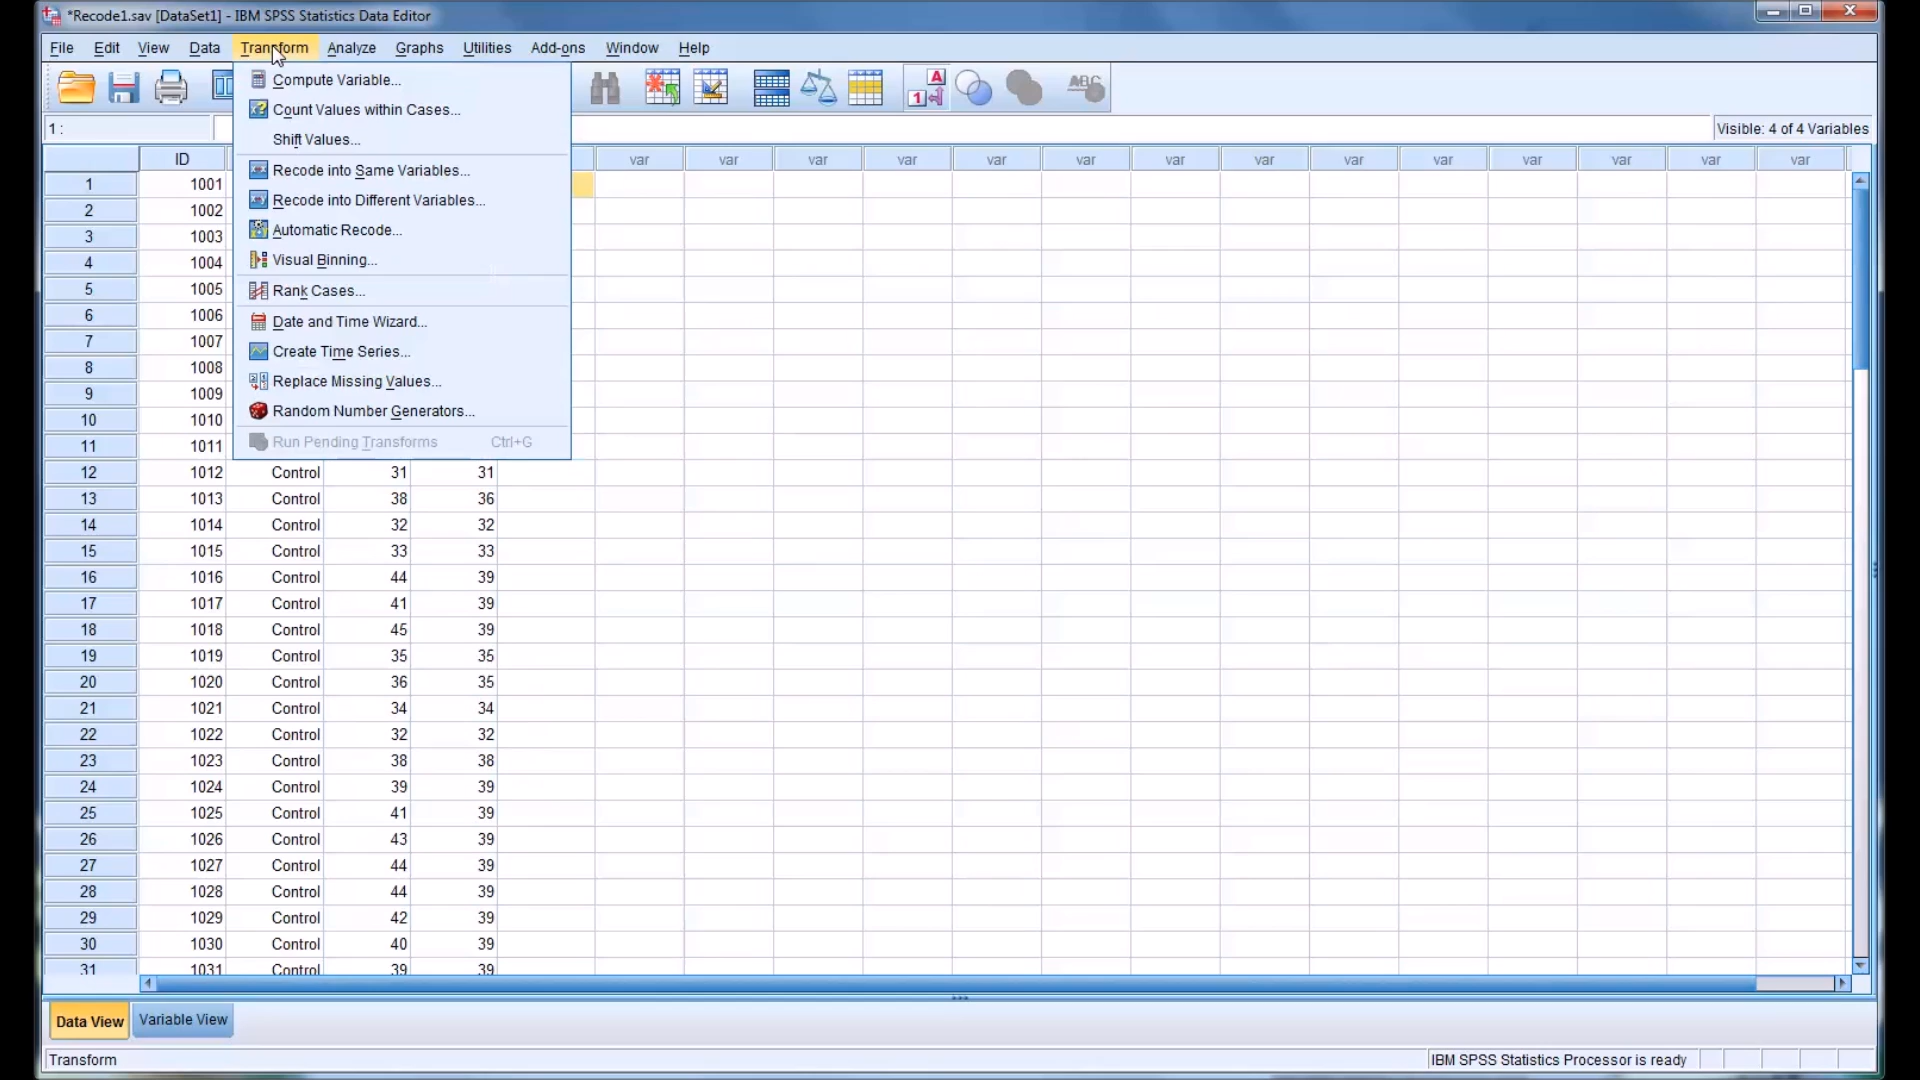 *Recode1.sav [DataSet1] - IBM SPSS Statistics Data Editor
File Edit View Data Transform Analyze Graphs Utilities Add-ons Window Help
Compute Variable...
Count Values within Cases...
Shift Values...
Recode into Same Variables...
Recode into Different Variables...
Automatic Recode...
Visual Binning...
Rank Cases...
Date and Time Wizard...
Create Time Series...
Replace Missing Values...
Random Number Generators...
Run Pending Transforms Ctrl+G
A
1
ABC
1 :
Visible: 4 of 4 Variables
ID var var var var var var var var var var var var var var
1 1001
2 1002
3 1003
4 1004
5 1005
6 1006
7 1007
8 1008
9 1009
10 1010
11 1011
12 1012 Control 31 31
13 1013 Control 38 36
14 1014 Control 32 32
15 1015 Control 33 33
16 1016 Control 44 39
17 1017 Control 41 39
18 1018 Control 45 39
19 1019 Control 35 35
20 1020 Control 36 35
21 1021 Control 34 34
22 1022 Control 32 32
23 1023 Control 38 38
24 1024 Control 39 39
25 1025 Control 41 39
26 1026 Control 43 39
27 1027 Control 44 39
28 1028 Control 44 39
29 1029 Control 42 39
30 1030 Control 40 39
31 1031 Control 39 39
Data View Variable View
Transform
IBM SPSS Statistics Processor is ready